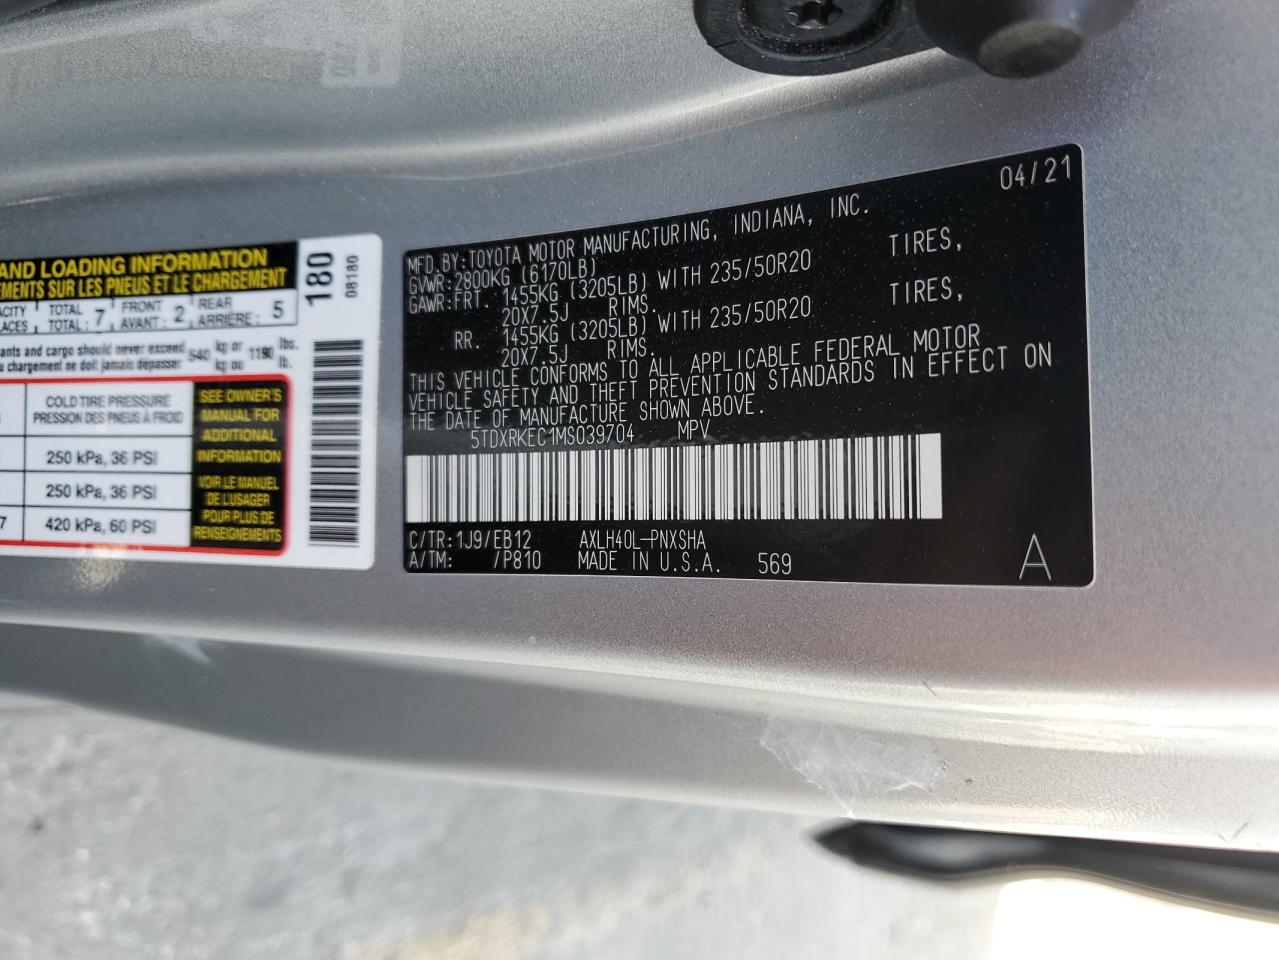 AND LOADING INFORMATION
EMENTS SUR LES PNEUS ET LE CHARGEMENT
ACITY TOTAL 7 FRONT 2 REAR 5
LACES TOTAL: AVANT: ARRIÈRE:
ants and cargo should never exceed 540 kg or 1190 lbs.
u chargement ne doit jamais dépasser kg ou lb.
COLD TIRE PRESSURE
PRESSION DES PNEUS À FROID
250 kPa, 36 PSI
250 kPa, 36 PSI
7 420 kPa, 60 PSI
SEE OWNER'S
MANUAL FOR
ADDITIONAL
INFORMATION
VOIR LE MANUEL
DE L'USAGER
POUR PLUS DE
RENSEIGNEMENTS
180
08180
04/21
MFD.BY:TOYOTA MOTOR MANUFACTURING, INDIANA, INC.
GVWR:2800KG (6170LB)
GAWR:FRT. 1455KG (3205LB) WITH 235/50R20 TIRES,
20X7.5J RIMS.
RR. 1455KG (3205LB) WITH 235/50R20 TIRES,
20X7.5J RIMS.
THIS VEHICLE CONFORMS TO ALL APPLICABLE FEDERAL MOTOR
VEHICLE SAFETY AND THEFT PREVENTION STANDARDS IN EFFECT ON
THE DATE OF MANUFACTURE SHOWN ABOVE.
5TDXRKEC1MS039704 MPV
C/TR:1J9/EB12 AXLH40L-PNXSHA
A/TM: /P810 MADE IN U.S.A. 569
A